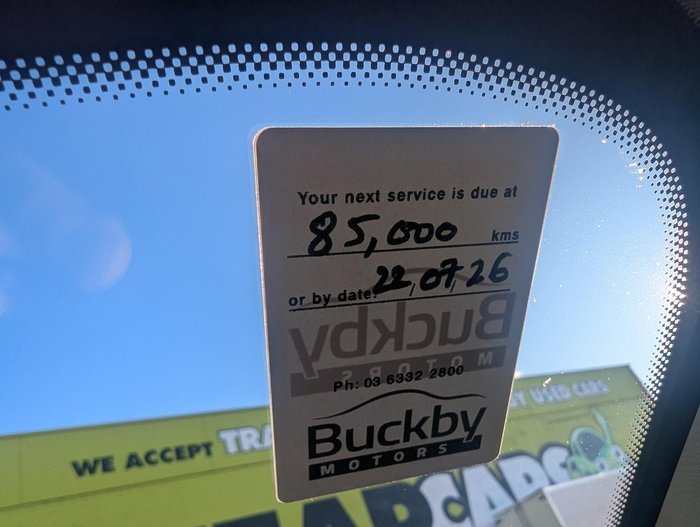 Your next service is due at
85,000 kms
or by date: 22,07,26
Buckby
MOTORS
Ph: 03 6332 2800
Buckby
MOTORS
WE ACCEPT
USED CARS
CARS